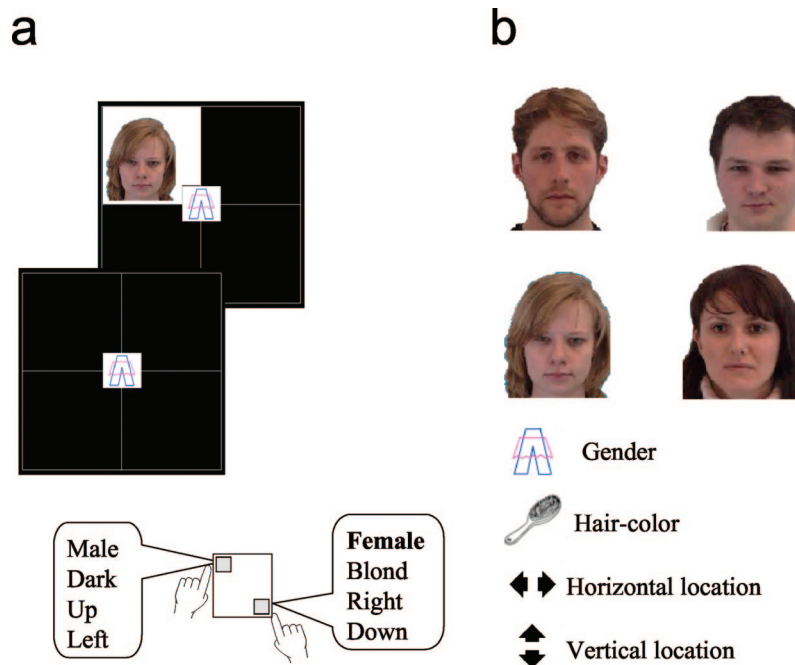 a
b
Male
Dark
Up
Left
Female
Blond
Right
Down
Gender
Hair-color
Horizontal location
Vertical location